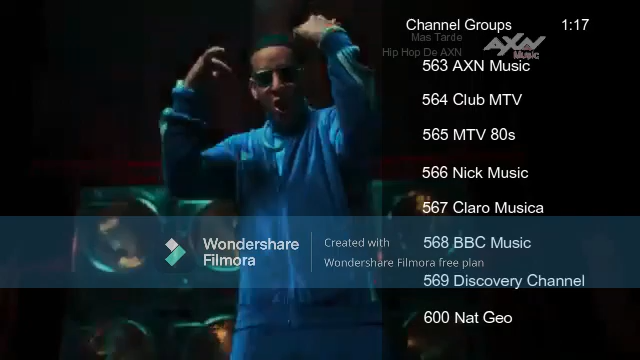 Channel Groups 1:17
Mas Tarde
Hip Hop De AXN
AXN
MUSIC
563 AXN Music
564 Club MTV
565 MTV 80s
566 Nick Music
567 Claro Musica
568 BBC Music
569 Discovery Channel
600 Nat Geo
Wondershare
Filmora
Created with
Wondershare Filmora free plan